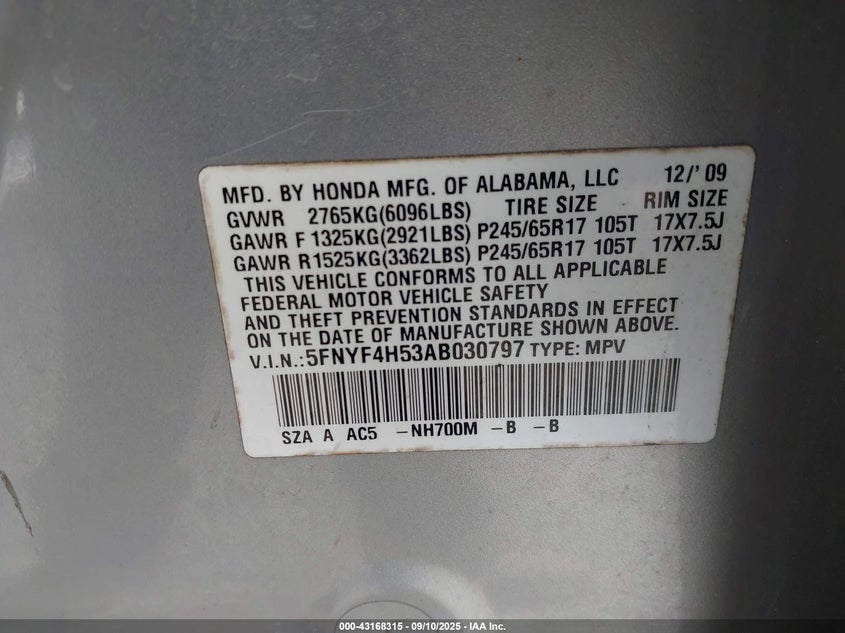 MFD. BY HONDA MFG. OF ALABAMA, LLC 12/'09
GVWR 2765KG(6096LBS) TIRE SIZE RIM SIZE
GAWR F 1325KG(2921LBS) P245/65R17 105T 17X7.5J
GAWR R 1525KG(3362LBS) P245/65R17 105T 17X7.5J
THIS VEHICLE CONFORMS TO ALL APPLICABLE
FEDERAL MOTOR VEHICLE SAFETY
AND THEFT PREVENTION STANDARDS IN EFFECT
ON THE DATE OF MANUFACTURE SHOWN ABOVE.
V.I.N.:5FNYF4H53AB030797 TYPE: MPV
SZA A AC5 -NH700M -B -B
000-43168315 - 09/10/2025 - IAA Inc.